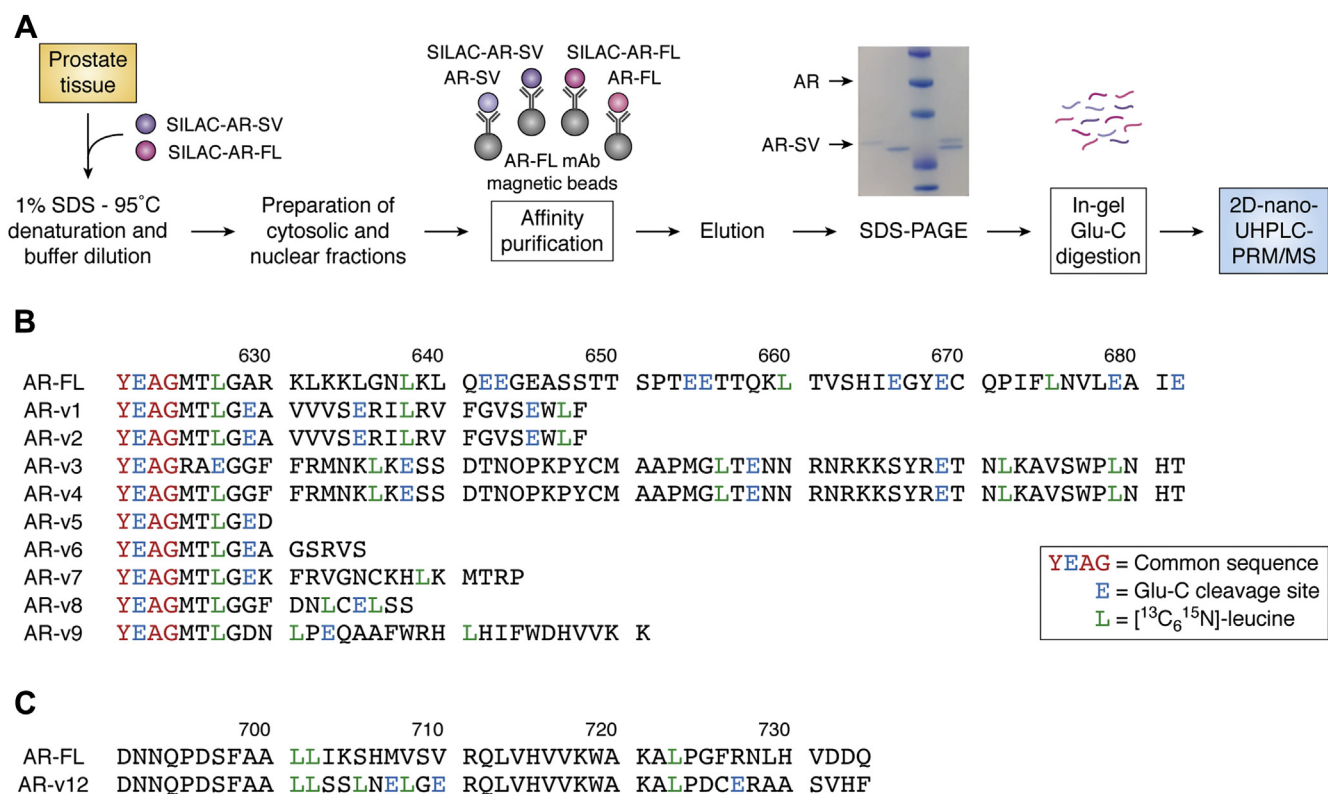 A
Prostate
tissue
SILAC-AR-SV
SILAC-AR-FL
1% SDS - 95˚C
denaturation and
buffer dilution
Preparation of
cytosolic and
nuclear fractions
SILAC-AR-SV SILAC-AR-FL
AR-SV AR-FL
AR-FL mAb
magnetic beads
Affinity
purification
Elution
AR
AR-SV
SDS-PAGE
In-gel
Glu-C
digestion
2D-nano-
UHPLC-
PRM/MS
B
630 640 650 660 670 680
AR-FL YEAGMTLGAR KLKKLGNLKL QEEGEASSTT SPTEETTQKL TVSHIEGYEC QPIFLNVLEA IE
AR-v1 YEAGMTLGEA VVVSERILRV FGVSEWLF
AR-v2 YEAGMTLGEA VVVSERILRV FGVSEWLF
AR-v3 YEAGRAEGGF FRMNKLKESS DTNOPKPYCM AAPMGLTENN RNRKKSYRET NLKAVSWPLN HT
AR-v4 YEAGMTLGGF FRMNKLKESS DTNOPKPYCM AAPMGLTENN RNRKKSYRET NLKAVSWPLN HT
AR-v5 YEAGMTLGED
AR-v6 YEAGMTLGEA GSRVS
AR-v7 YEAGMTLGEK FRVGNCKHLK MTRP
AR-v8 YEAGMTLGGF DNLCELSS
AR-v9 YEAGMTLGDN LPEQAAFWRH LHIFWDHVVK K
YEAG = Common sequence
E = Glu-C cleavage site
L = [¹³C₆¹⁵N]-leucine
C
700 710 720 730
AR-FL DNNQPDSFAA LLIKSHMVSV RQLVHVVKWA KALPGFRNLH VDDQ
AR-v12 DNNQPDSFAA LLSSLNELGE RQLVHVVKWA KALPDCERAA SVHF